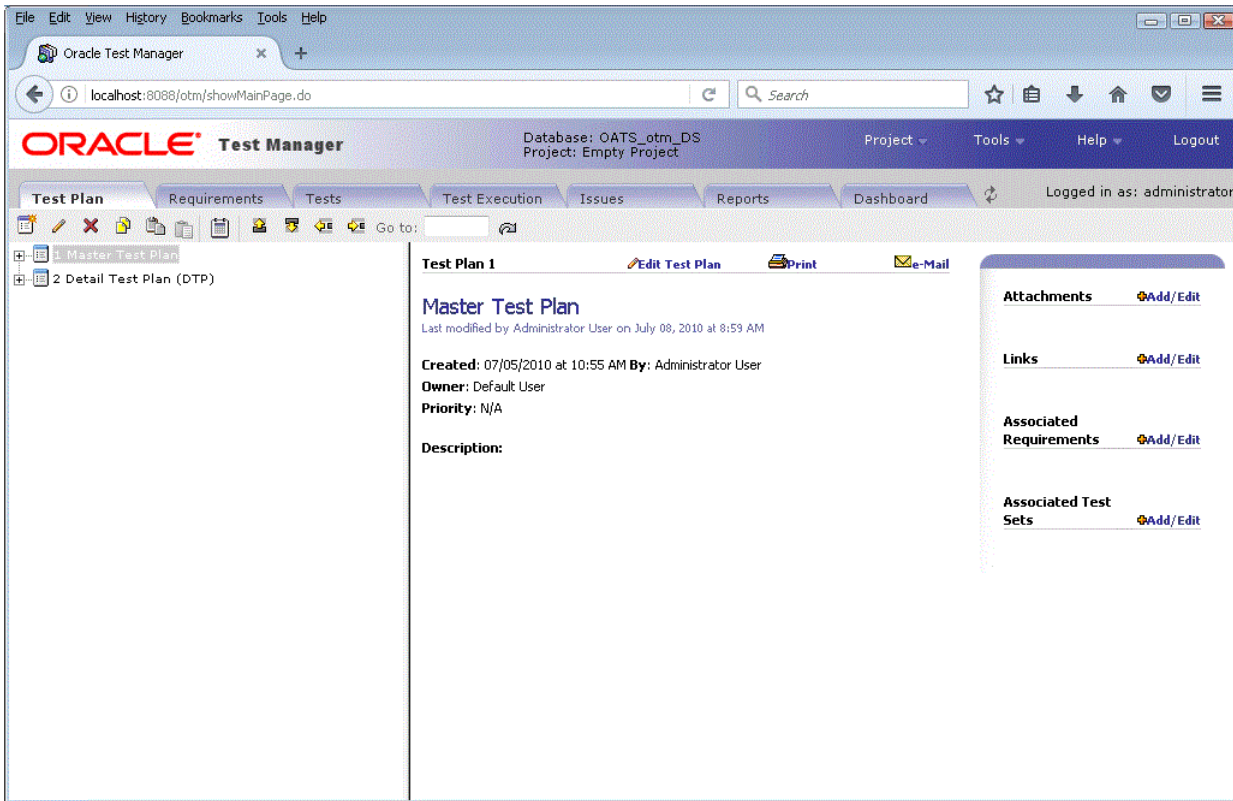 File Edit View History Bookmarks Tools Help
Oracle Test Manager
localhost:8088/otm/showMainPage.do
Search
ORACLE Test Manager
Database: OATS_otm_DS
Project: Empty Project
Project
Tools
Help
Logout
Test Plan
Requirements
Tests
Test Execution
Issues
Reports
Dashboard
Logged in as: administrator
Go to:
1 Master Test Plan
2 Detail Test Plan (DTP)
Test Plan 1
Edit Test Plan
Print
e-Mail
Master Test Plan
Last modified by Administrator User on July 08, 2010 at 8:59 AM
Created: 07/05/2010 at 10:55 AM By: Administrator User
Owner: Default User
Priority: N/A
Description:
Attachments Add/Edit
Links Add/Edit
Associated
Requirements Add/Edit
Associated Test
Sets Add/Edit